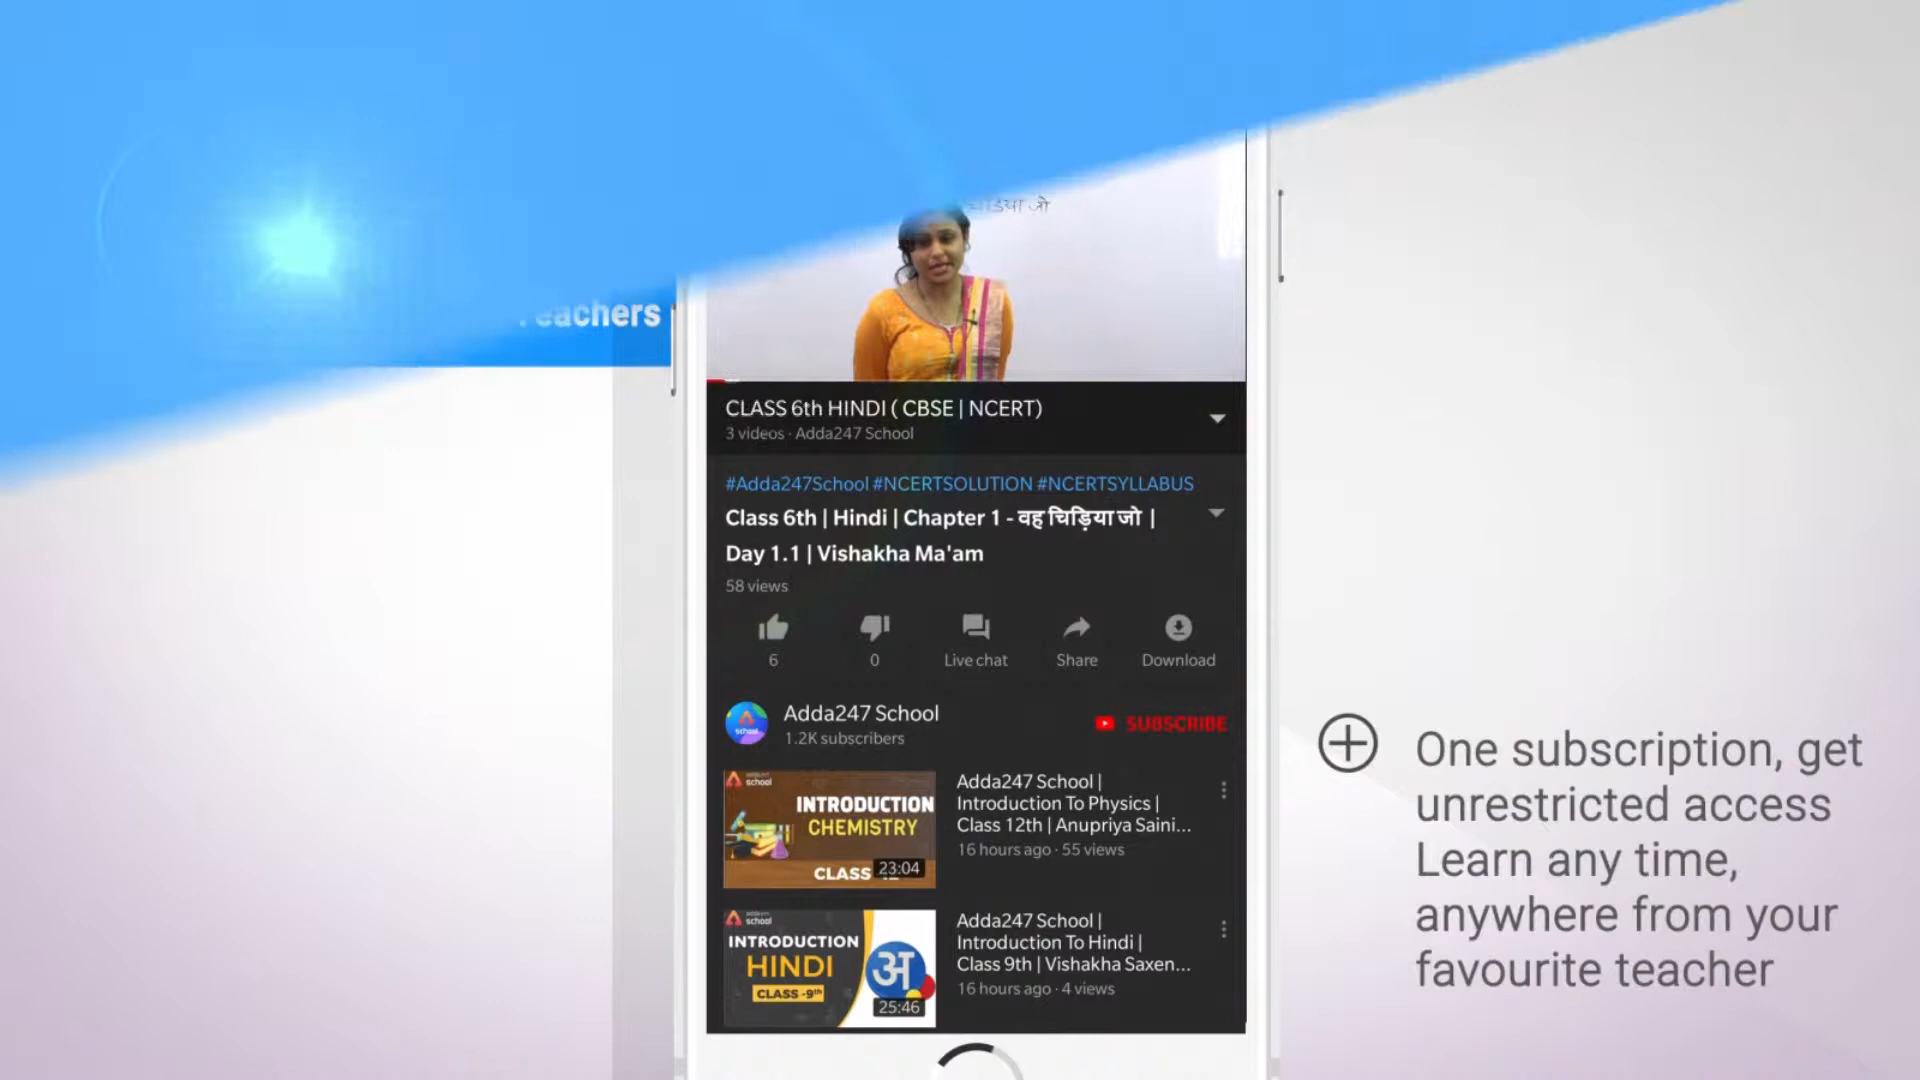 चिड़िया जो
CLASS 6th HINDI ( CBSE | NCERT)
3 videos · Adda247 School
#Adda247School #NCERTSOLUTION #NCERTSYLLABUS
Class 6th | Hindi | Chapter 1 - वह चिड़िया जो |
Day 1.1 | Vishakha Ma'am
58 views
6
0
Live chat
Share
Download
Adda247 School
1.2K subscribers
SUBSCRIBE
school
school
INTRODUCTION
CHEMISTRY
CLASS
23:04
Adda247 School |
Introduction To Physics |
Class 12th | Anupriya Saini...
16 hours ago · 55 views
school
INTRODUCTION
HINDI
CLASS -9th
अ
25:46
Adda247 School |
Introduction To Hindi |
Class 9th | Vishakha Saxen...
16 hours ago · 4 views
One subscription, get
unrestricted access
Learn any time,
anywhere from your
favourite teacher